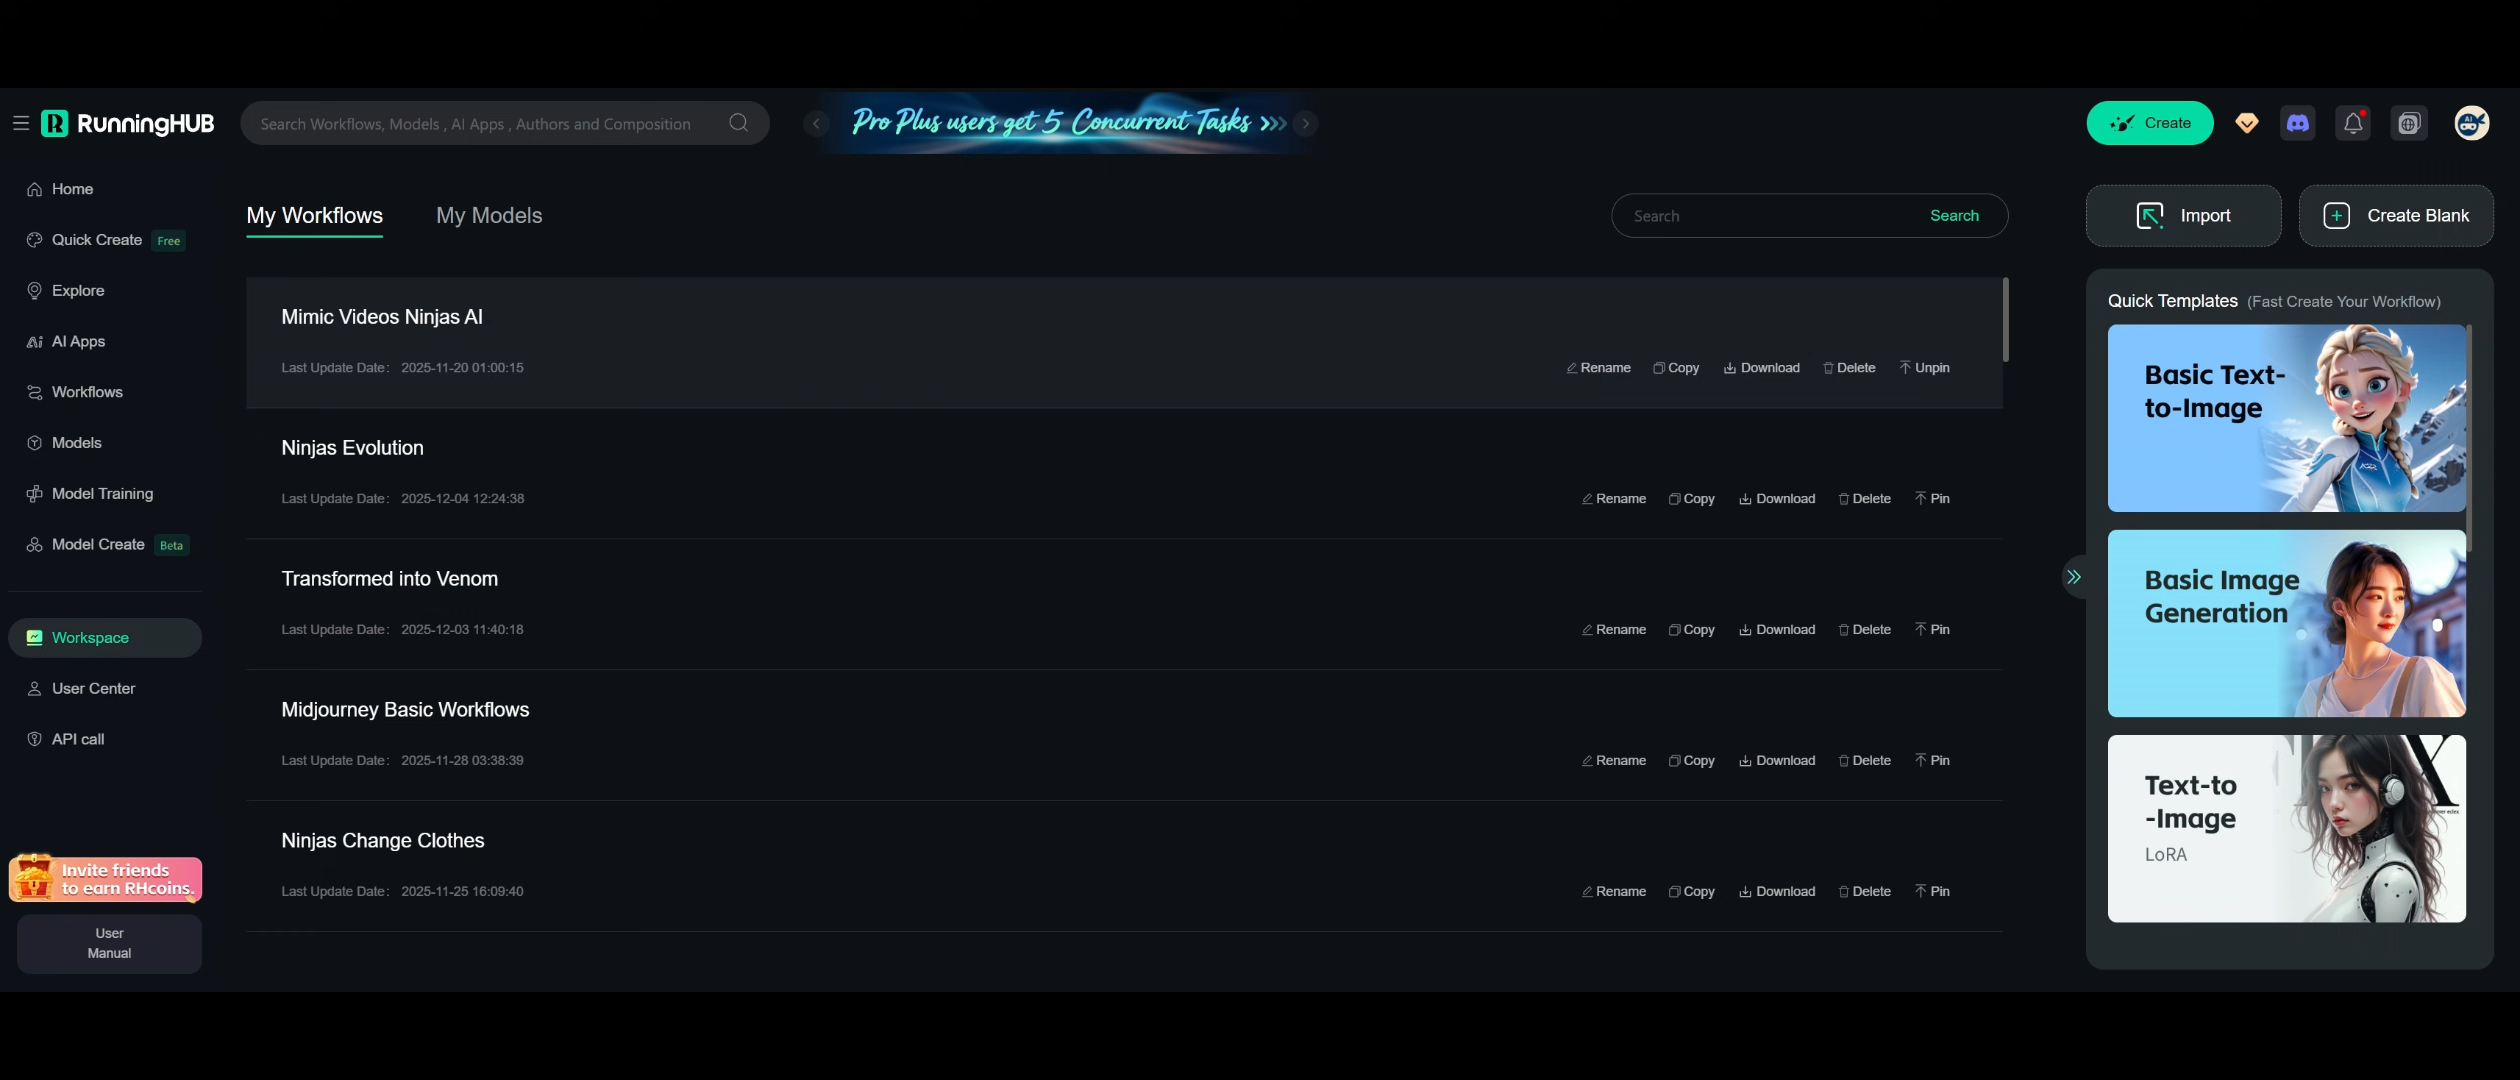 RunningHUB
Search Workflows, Models , AI Apps , Authors and Composition
Pro Plus users get 5 Concurrent Tasks >>>
Create
Home
Quick Create Free
Explore
AI Apps
Workflows
Models
Model Training
Model Create Beta
Workspace
User Center
API call
Invite friends
to earn RHcoins.
User
Manual
My Workflows My Models
Search Search
Mimic Videos Ninjas AI
Last Update Date: 2025-11-20 01:00:15
Rename Copy Download Delete Unpin
Ninjas Evolution
Last Update Date: 2025-12-04 12:24:38
Rename Copy Download Delete Pin
Transformed into Venom
Last Update Date: 2025-12-03 11:40:18
Rename Copy Download Delete Pin
Midjourney Basic Workflows
Last Update Date: 2025-11-28 03:38:39
Rename Copy Download Delete Pin
Ninjas Change Clothes
Last Update Date: 2025-11-25 16:09:40
Rename Copy Download Delete Pin
Import
Create Blank
Quick Templates (Fast Create Your Workflow)
Basic Text-
to-Image
Basic Image
Generation
Text-to
-Image
LoRA